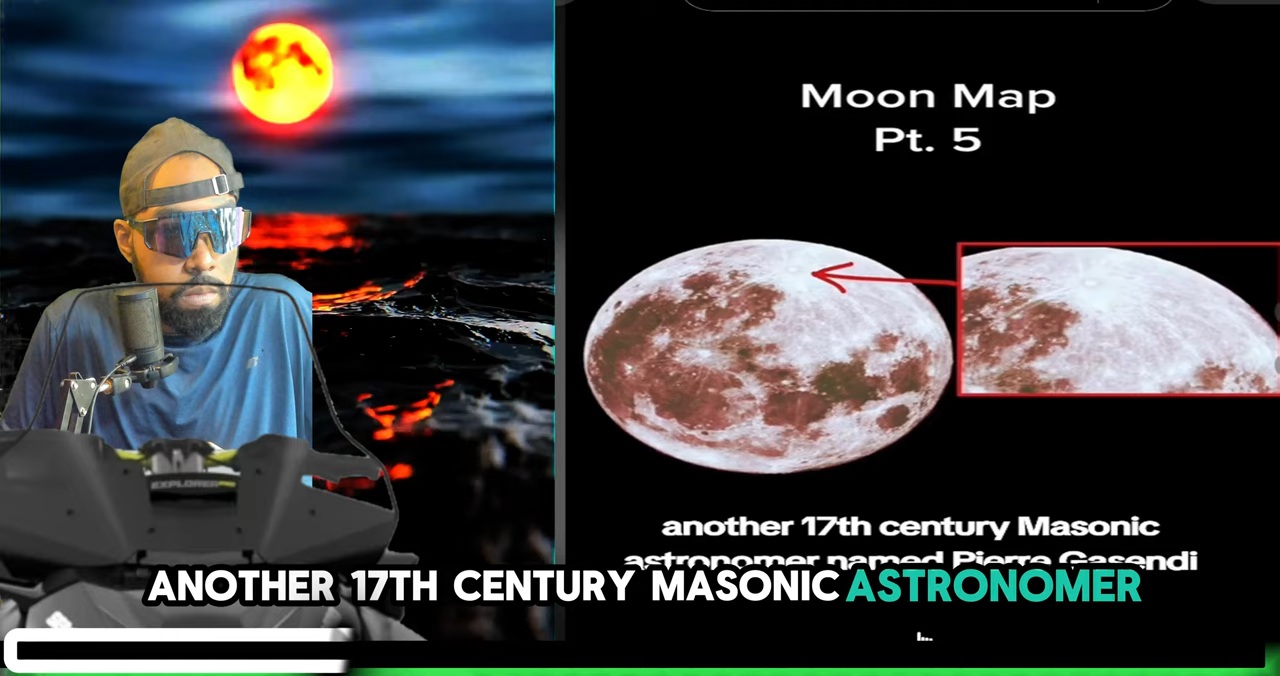 Moon Map
Pt. 5
EXPLORER
another 17th century Masonic
astronomer named Pierre Gasendi
ANOTHER 17TH CENTURY MASONIC ASTRONOMER